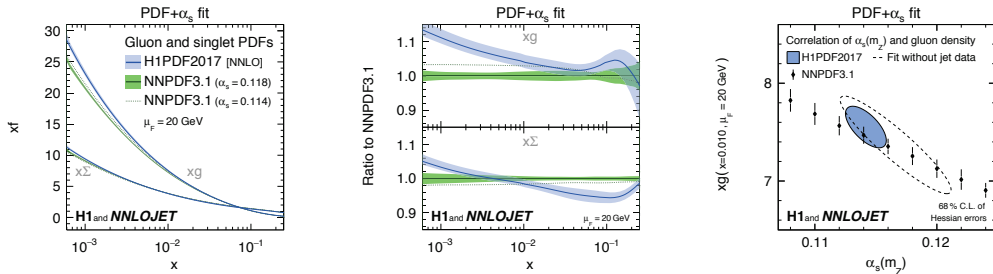 PDF+αs fit
30
25
20
15
10
5
0
xf
Gluon and singlet PDFs
H1PDF2017 [NNLO]
NNPDF3.1 (αs = 0.118)
NNPDF3.1 (αs = 0.114)
μF = 20 GeV
xΣ
xg
H1 and NNLOJET
10⁻³ 10⁻² 10⁻¹
x
PDF+αs fit
Ratio to NNPDF3.1
xg
1.1
1.0
0.9
xΣ
1.1
1.0
0.9
H1 and NNLOJET
μF = 20 GeV
10⁻³ 10⁻² 10⁻¹
x
PDF+αs fit
Correlation of αs(mZ) and gluon density
H1PDF2017
Fit without jet data
NNPDF3.1
8
7
6
xg( x=0.010, μF = 20 GeV )
H1 and NNLOJET
68 % C.L. of
Hessian errors
0.11 0.12
αs(mZ)